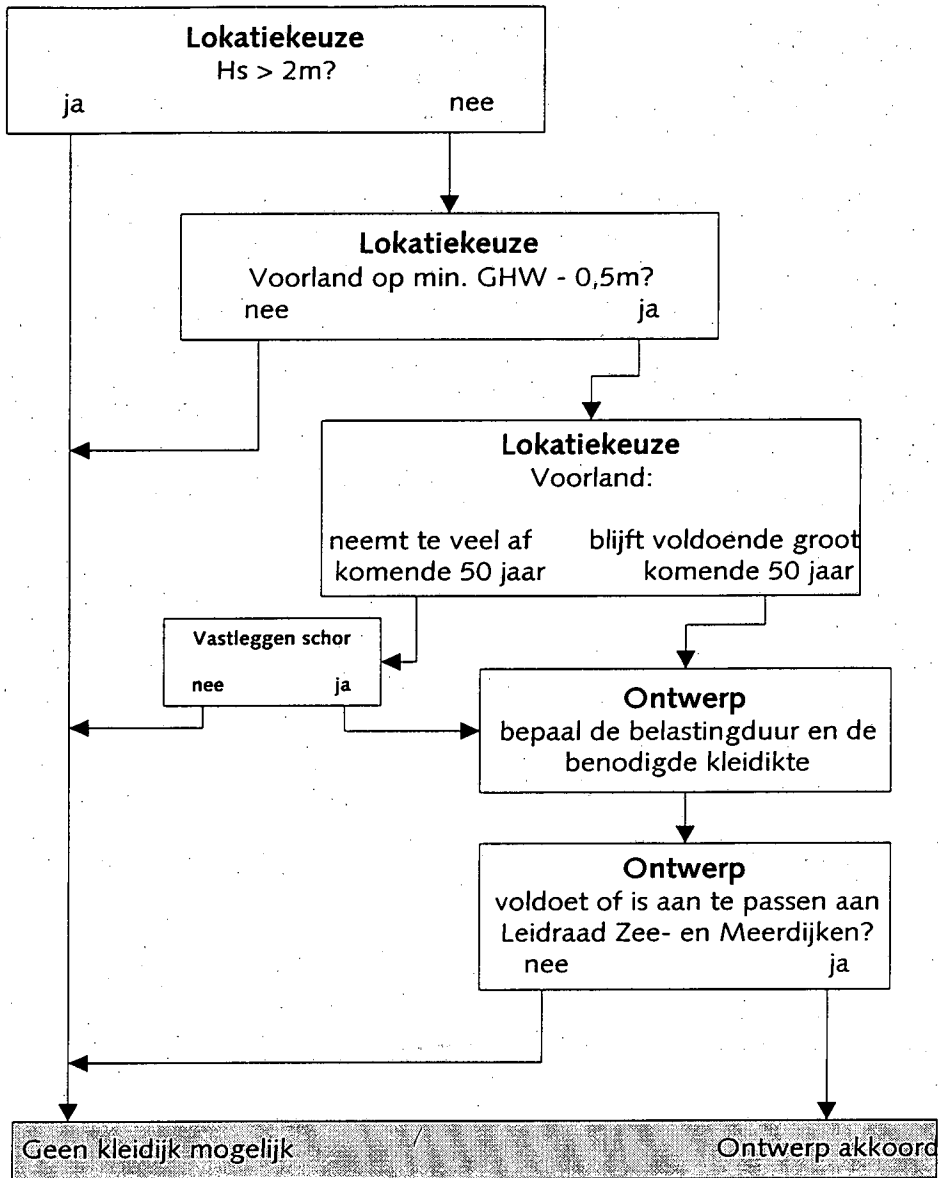 Lokatiekeuze
Hs > 2m?
ja nee
Lokatiekeuze
Voorland op min. GHW - 0,5m?
nee ja
Lokatiekeuze
Voorland:
neemt te veel af blijft voldoende groot
komende 50 jaar komende 50 jaar
Vastleggen schor
nee ja
Ontwerp
bepaal de belastingduur en de
benodigde kleidikte
Ontwerp
voldoet of is aan te passen aan
Leidraad Zee- en Meerdijken?
nee ja
Geen kleidijk mogelijk Ontwerp akkoord